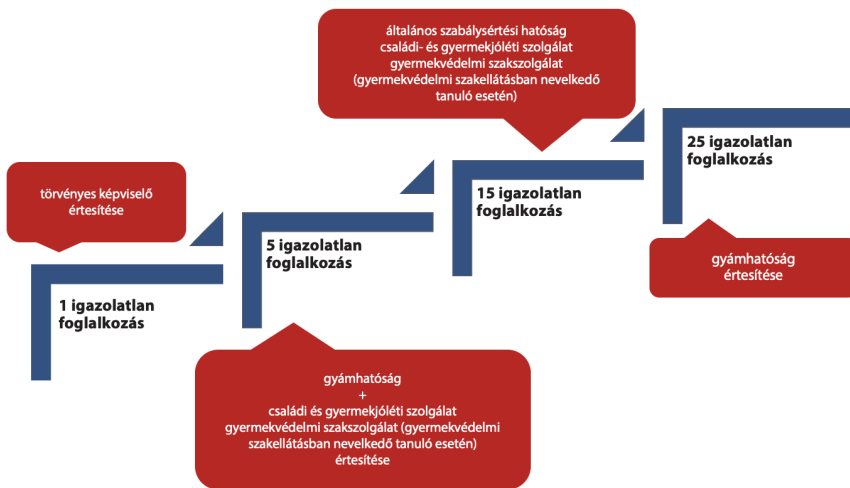 törvényes képviselő
értesítése
1 igazolatlan
foglalkozás
5 igazolatlan
foglalkozás
gyámhatóság
+
családi és gyermekjóléti szolgálat
gyermekvédelmi szakszolgálat (gyermekvédelmi
szakellátásban nevelkedő tanuló esetén)
értesítése
általános szabálysértési hatóság
családi- és gyermekjóléti szolgálat
gyermekvédelmi szakszolgálat
(gyermekvédelmi szakellátásban nevelkedő
tanuló esetén)
15 igazolatlan
foglalkozás
25 igazolatlan
foglalkozás
gyámhatóság
értesítése